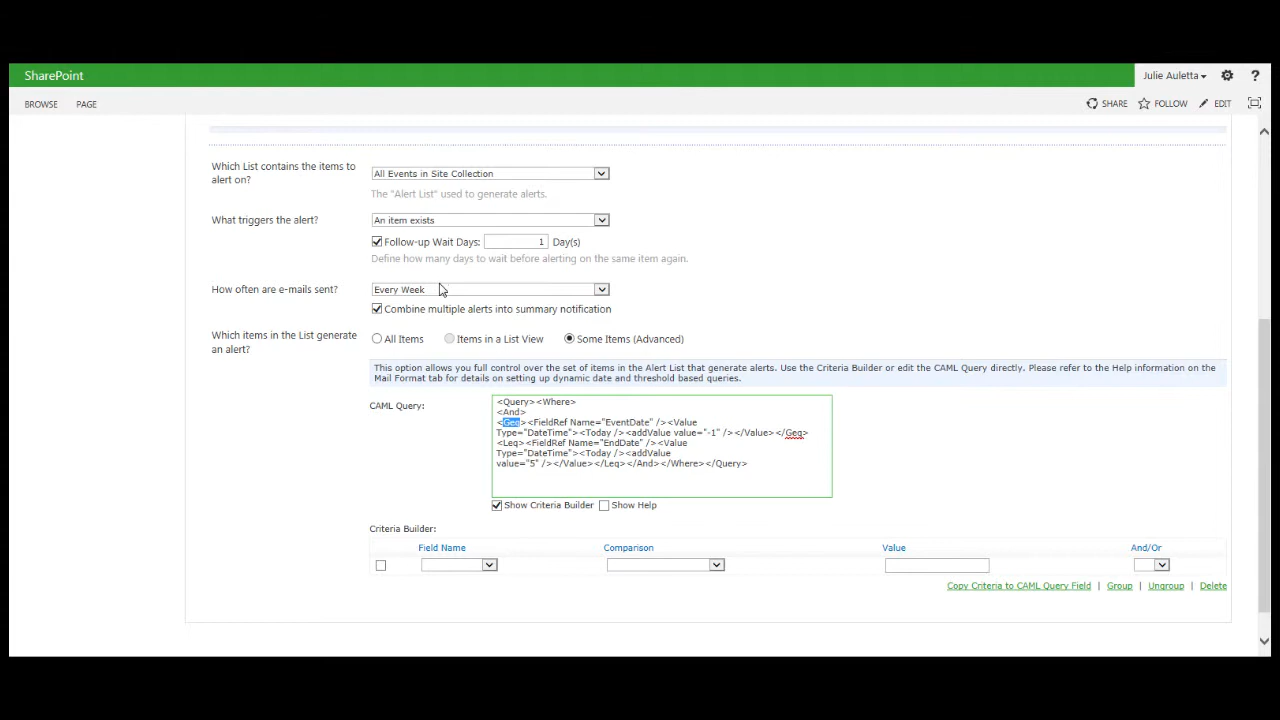 SharePoint
Julie Auletta
?
BROWSE PAGE
SHARE FOLLOW EDIT
Which List contains the items to
alert on?
All Events in Site Collection
The "Alert List" used to generate alerts.
What triggers the alert?
An item exists
Follow-up Wait Days: 1 Day(s)
Define how many days to wait before alerting on the same item again.
How often are e-mails sent?
Every Week
Combine multiple alerts into summary notification
Which items in the List generate
an alert?
All Items Items in a List View Some Items (Advanced)
This option allows you full control over the set of items in the Alert List that generate alerts. Use the Criteria Builder or edit the CAML Query directly. Please refer to the Help information on the
Mail Format tab for details on setting up dynamic date and threshold based queries.
CAML Query:
<Query><Where>
<And>
<Geq><FieldRef Name="EventDate" /><Value
Type="DateTime"><Today /><addValue value="-1" /></Value></Geq>
<Leq><FieldRef Name="EndDate" /><Value
Type="DateTime"><Today /><addValue
value="5" /></Value></Leq></And></Where></Query>
Show Criteria Builder Show Help
Criteria Builder:
Field Name Comparison Value And/Or
Copy Criteria to CAML Query Field | Group | Ungroup | Delete